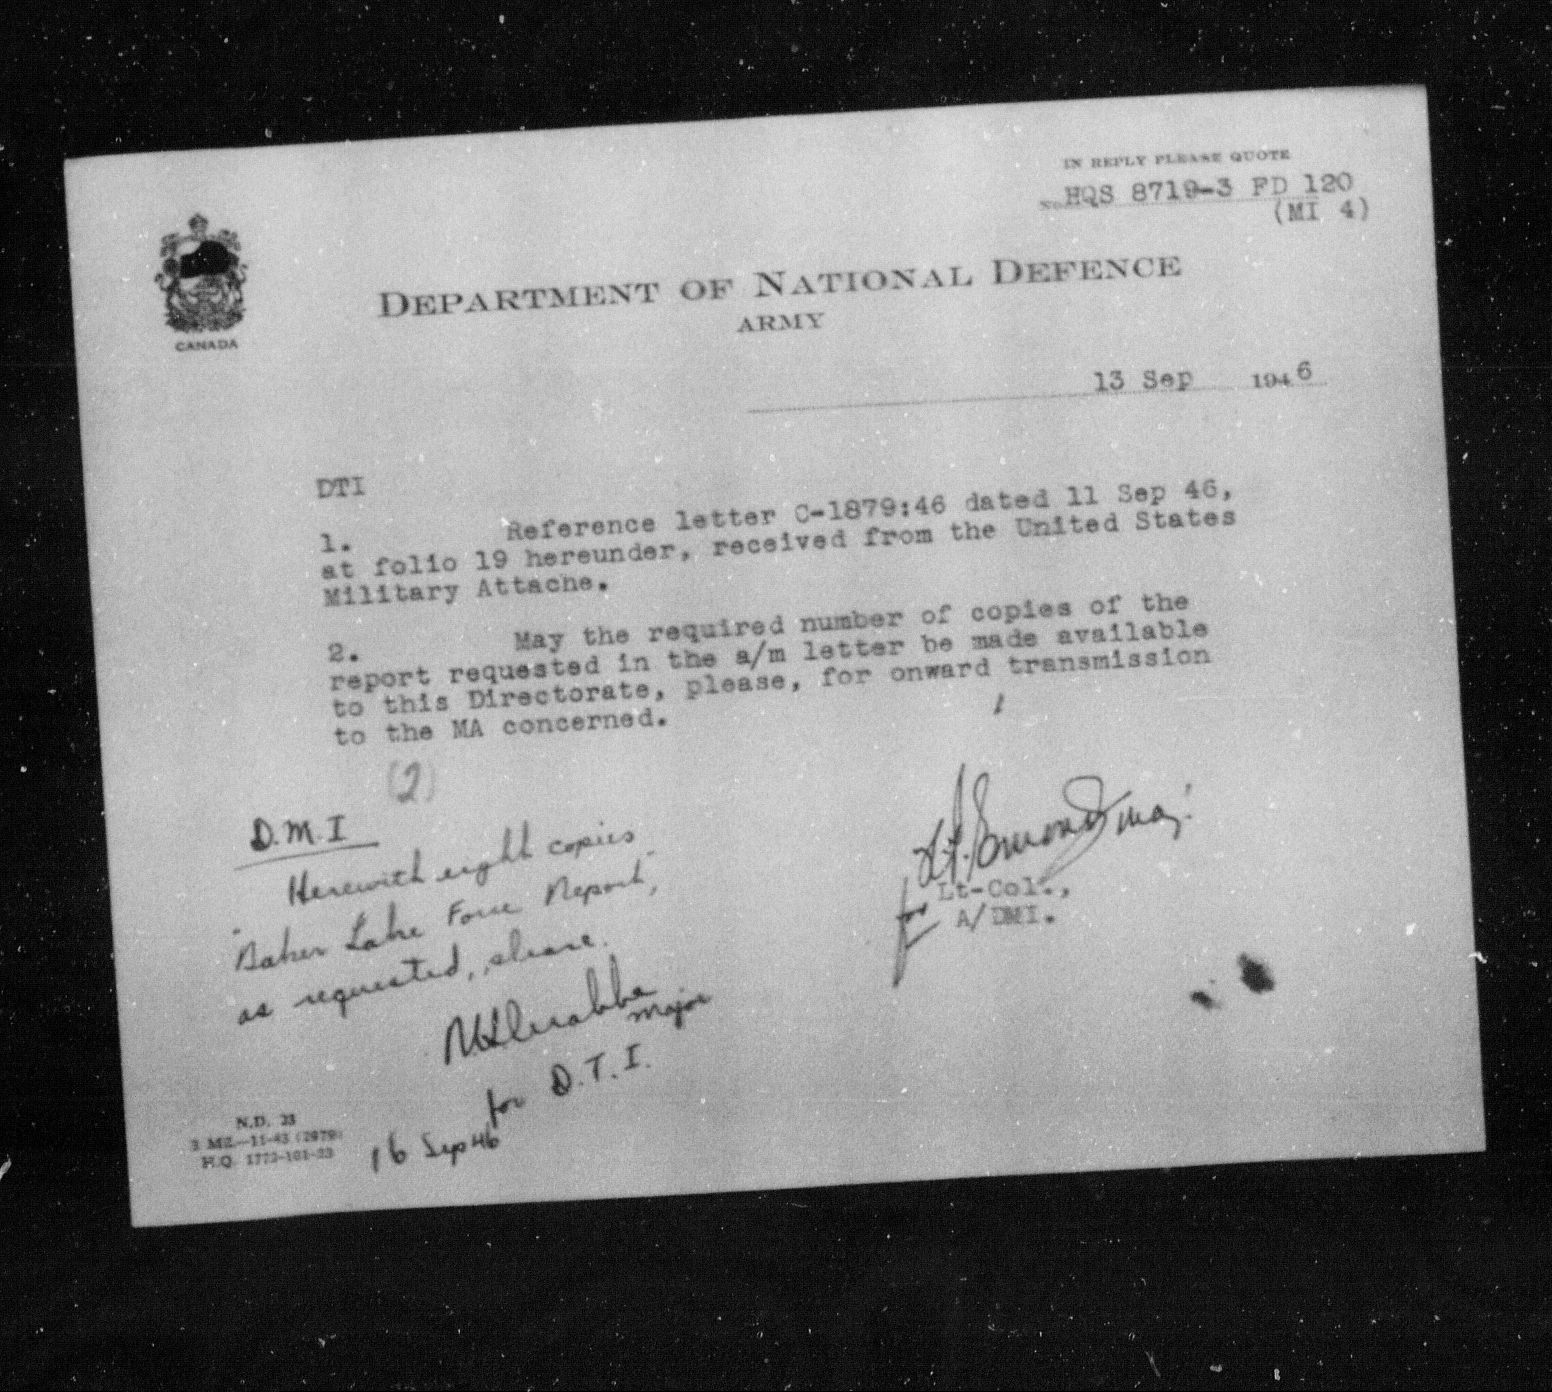 IN REPLY PLEASE QUOTE
No. HQS 8719-3 FD 120
(MI 4)
CANADA
DEPARTMENT OF NATIONAL DEFENCE
ARMY
13 Sep 1946
DTI
1. Reference letter C-1879:46 dated 11 Sep 46,
at folio 19 hereunder, received from the United States
Military Attache.
2. May the required number of copies of the
report requested in the a/m letter be made available
to this Directorate, please, for onward transmission
to the MA concerned.
(2)
D.M.I
Herewith eight copies
"Baker Lake Force Report",
as requested, please.
Major
for D.T.I.
16 Sep 46
maj.
for Lt-Col.,
A/DMI.
N.D. 23
H.Q. 1772-101-23